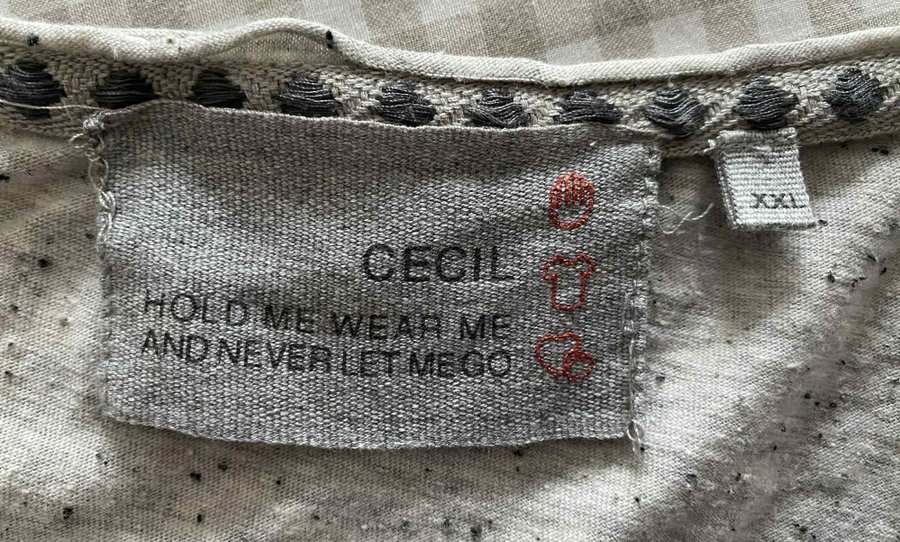 CECIL
HOLD ME WEAR ME
AND NEVER LET ME GO
XXL